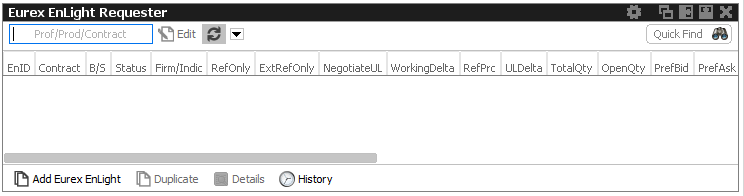 Eurex EnLight Requester
Prof/Prod/Contract Edit Quick Find
EnID Contract B/S Status Firm/Indic RefOnly ExtRefOnly NegotiateUL WorkingDelta RefPrc ULDelta TotalQty OpenQty PrefBid PrefAsk
Add Eurex EnLight Duplicate Details History